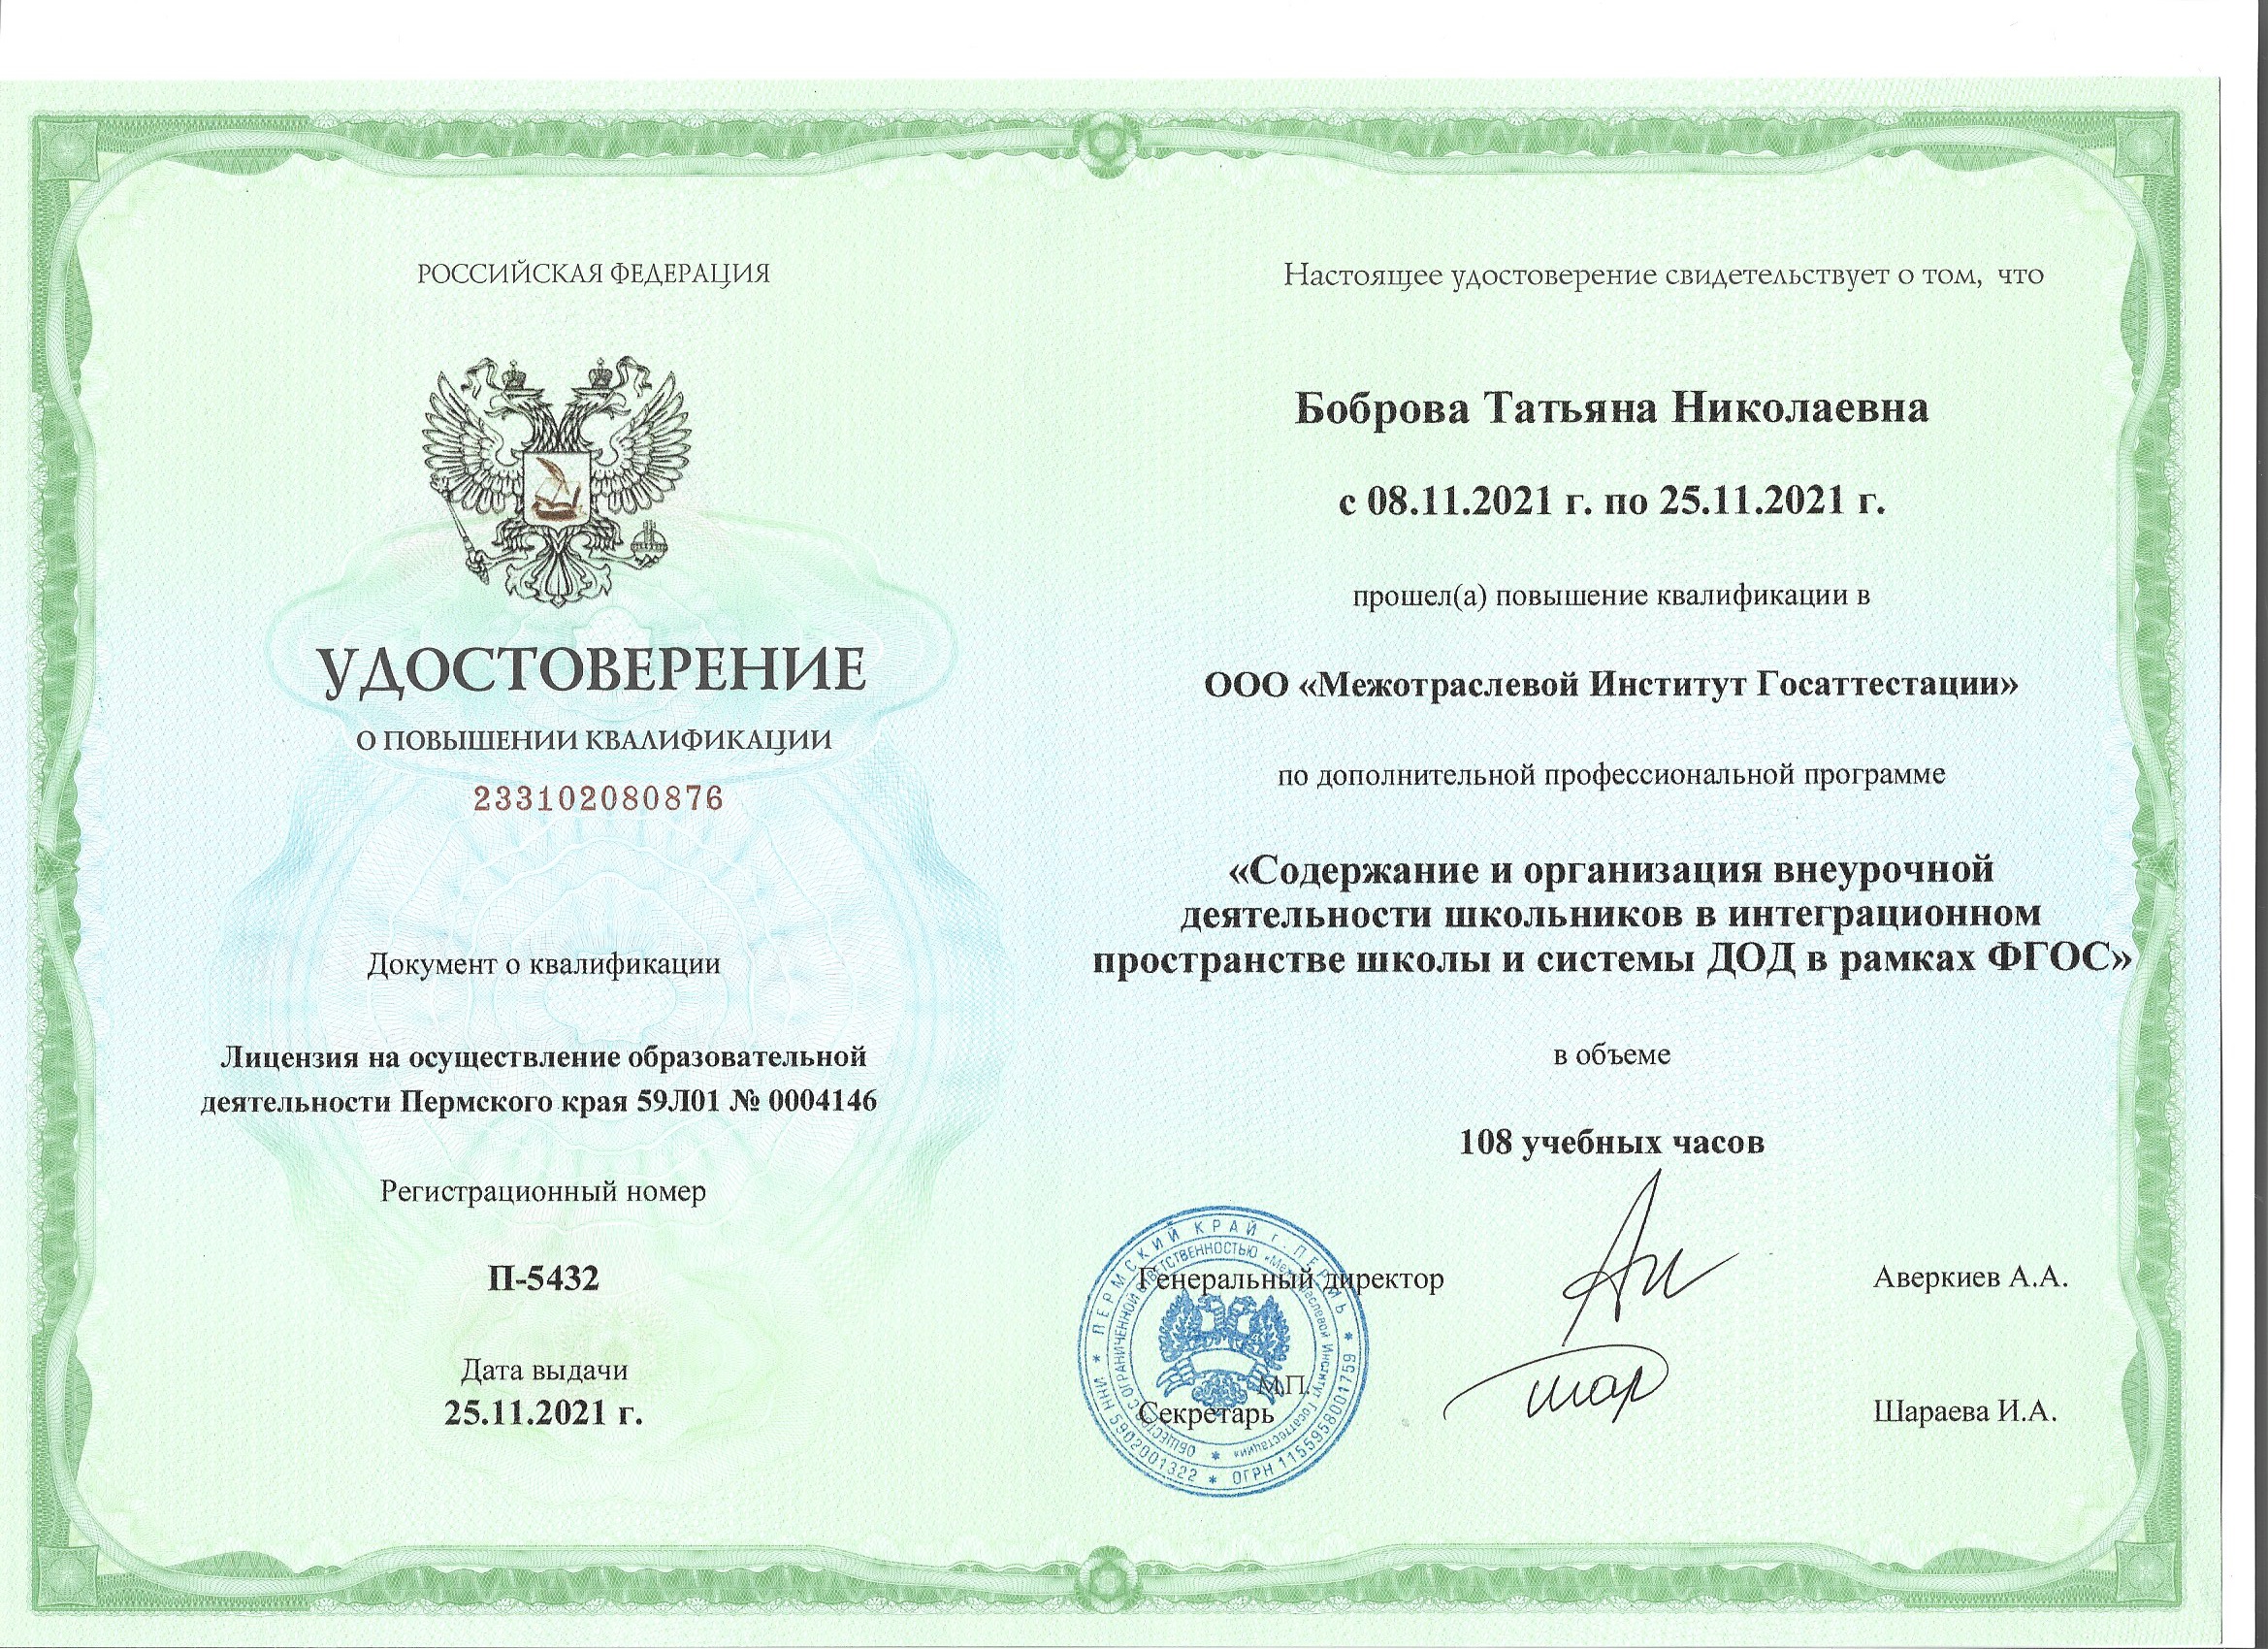 РОССИЙСКАЯ ФЕДЕРАЦИЯ
УДОСТОВЕРЕНИЕ
О ПОВЫШЕНИИ КВАЛИФИКАЦИИ
233102080876
Документ о квалификации
Лицензия на осуществление образовательной
деятельности Пермского края 59Л01 № 0004146
Регистрационный номер
П-5432
Дата выдачи
25.11.2021 г.
Настоящее удостоверение свидетельствует о том, что
Боброва Татьяна Николаевна
с 08.11.2021 г. по 25.11.2021 г.
прошел(а) повышение квалификации в
ООО «Межотраслевой Институт Госаттестации»
по дополнительной профессиональной программе
«Содержание и организация внеурочной
деятельности школьников в интеграционном
пространстве школы и системы ДОД в рамках ФГОС»
в объеме
108 учебных часов
Генеральный директор
Аверкиев А.А.
М.П.
Секретарь
Шараева И.А.
ПЕРМСКИЙ КРАЙ г. ПЕРМЬ * ОГРН 1155958001759 * ИНН 5902001322 *
ОБЩЕСТВО С ОГРАНИЧЕННОЙ ОТВЕТСТВЕННОСТЬЮ «Межотраслевой Институт Госаттестации» *